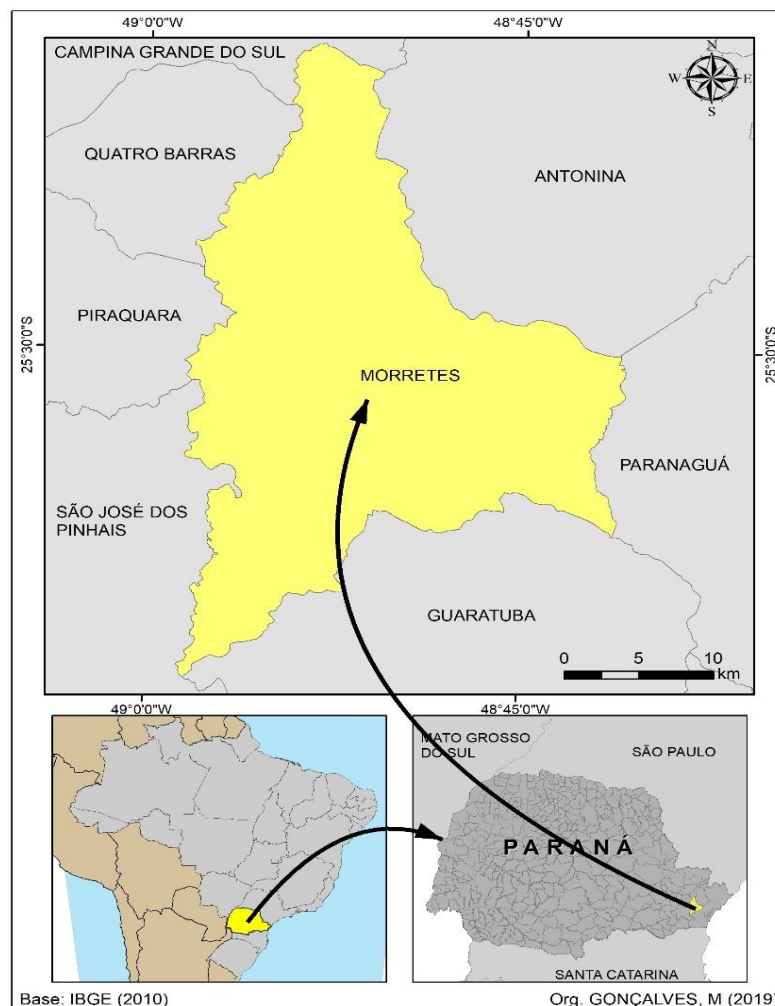 49°0'0"W
48°45'0"W
CAMPINA GRANDE DO SUL
N
W
E
S
QUATRO BARRAS
ANTONINA
PIRAQUARA
25°30'0"S
25°30'0"S
MORRETES
PARANAGUÁ
SÃO JOSÉ DOS
PINHAIS
GUARATUBA
0
5
10
km
49°0'0"W
48°45'0"W
MATO GROSSO
DO SUL
SÃO PAULO
PARANÁ
SANTA CATARINA
Base: IBGE (2010)
Org. GONÇALVES, M (2019)